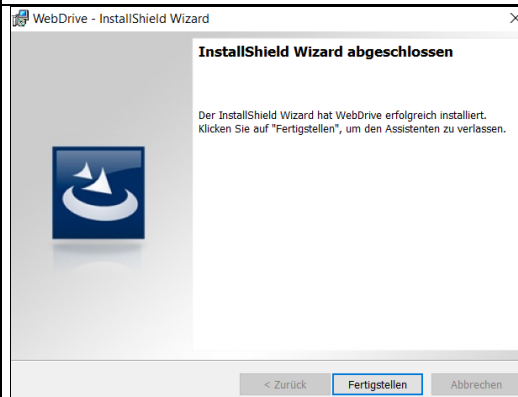 WebDrive - InstallShield Wizard
InstallShield Wizard abgeschlossen
Der InstallShield Wizard hat WebDrive erfolgreich installiert.
Klicken Sie auf "Fertigstellen", um den Assistenten zu verlassen.
< Zurück Fertigstellen Abbrechen